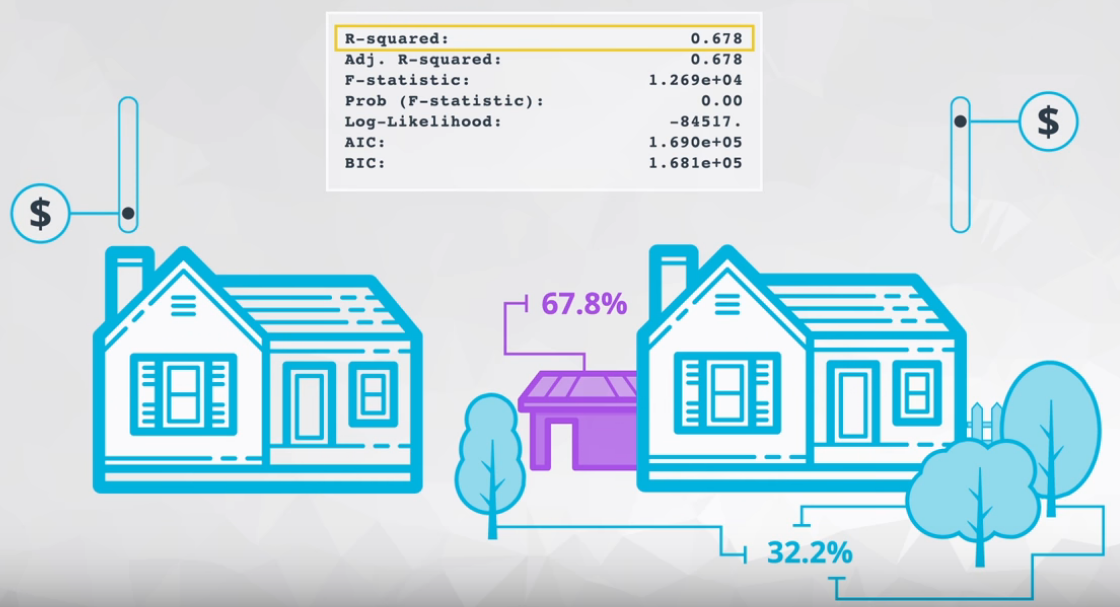 R-squared: 0.678
Adj. R-squared: 0.678
F-statistic: 1.269e+04
Prob (F-statistic): 0.00
Log-Likelihood: -84517.
AIC: 1.690e+05
BIC: 1.681e+05
$
$
67.8%
32.2%